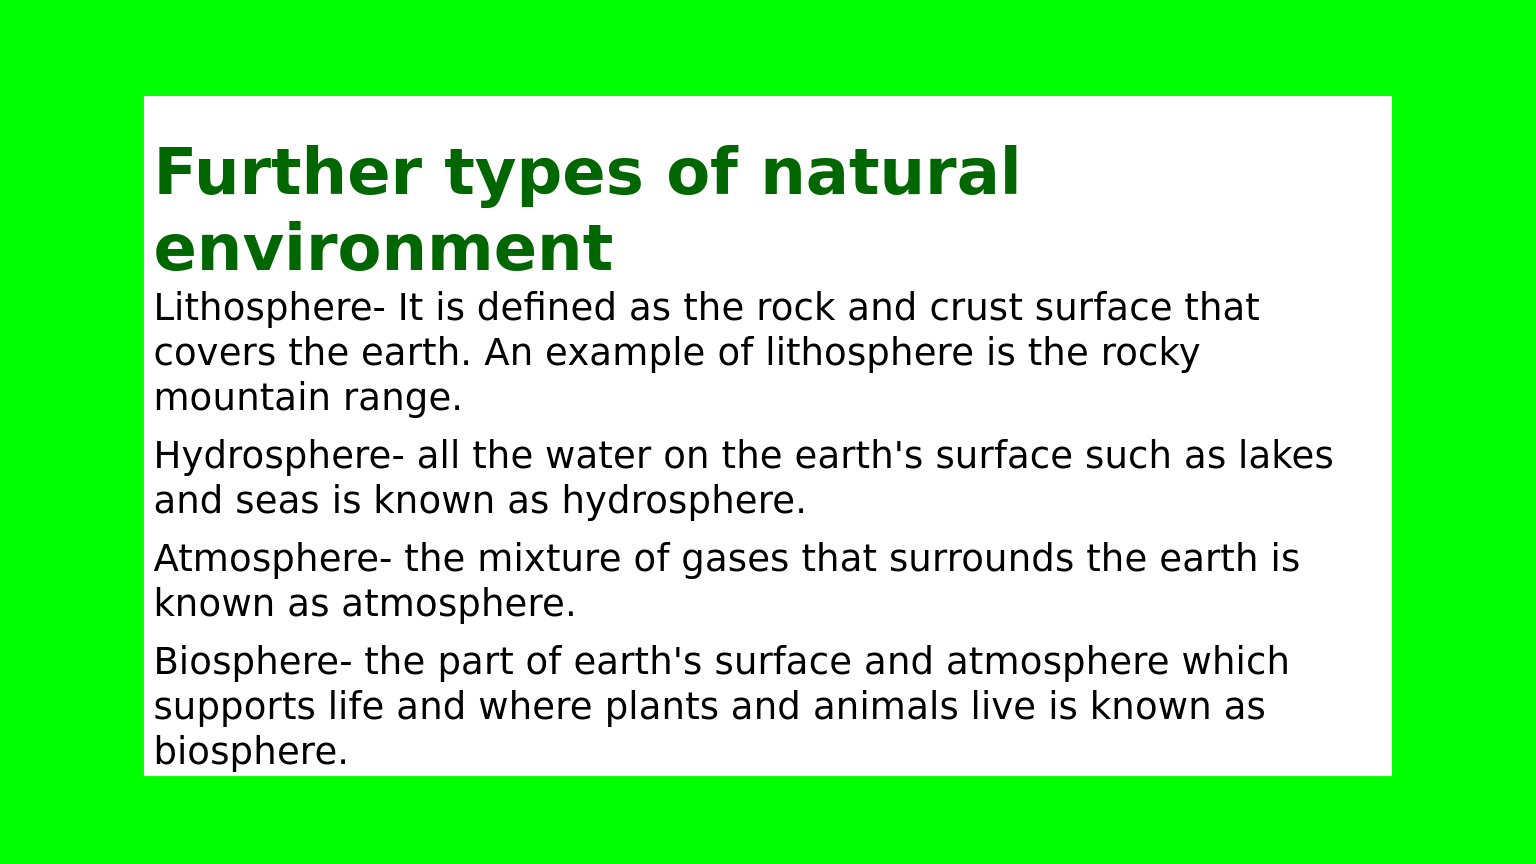 Further types of natural
environment
Lithosphere- It is defined as the rock and crust surface that
covers the earth. An example of lithosphere is the rocky
mountain range.
Hydrosphere- all the water on the earth's surface such as lakes
and seas is known as hydrosphere.
Atmosphere- the mixture of gases that surrounds the earth is
known as atmosphere.
Biosphere- the part of earth's surface and atmosphere which
supports life and where plants and animals live is known as
biosphere.